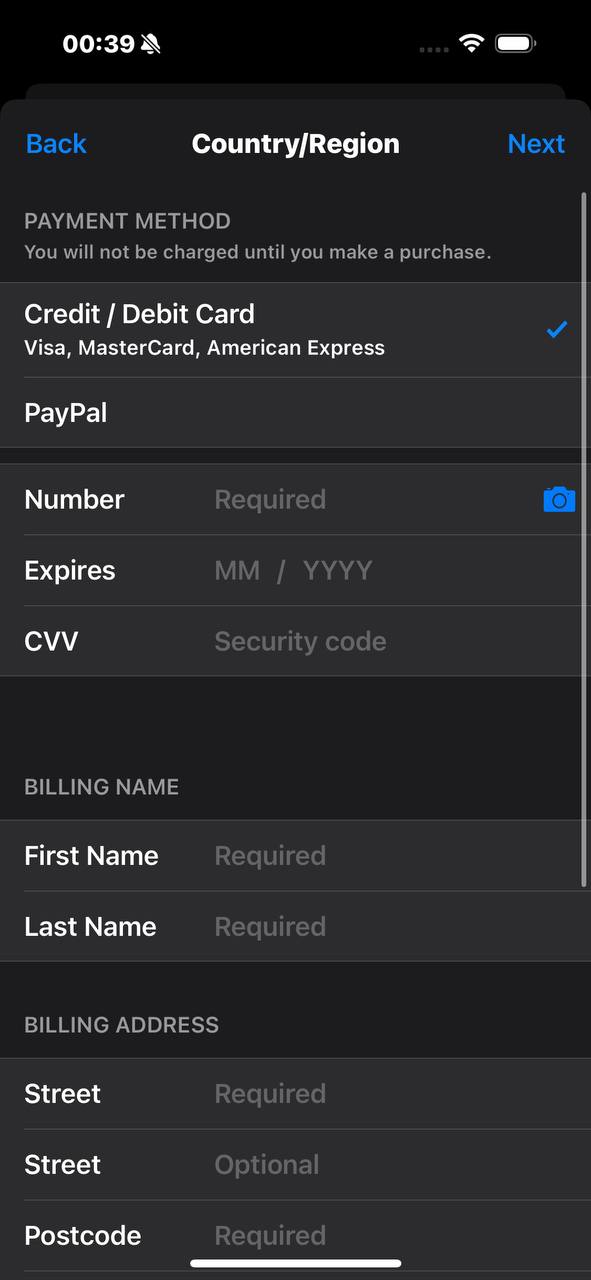 00:39
Back Country/Region Next
PAYMENT METHOD
You will not be charged until you make a purchase.
Credit / Debit Card
Visa, MasterCard, American Express
PayPal
Number Required
Expires MM / YYYY
CVV Security code
BILLING NAME
First Name Required
Last Name Required
BILLING ADDRESS
Street Required
Street Optional
Postcode Required